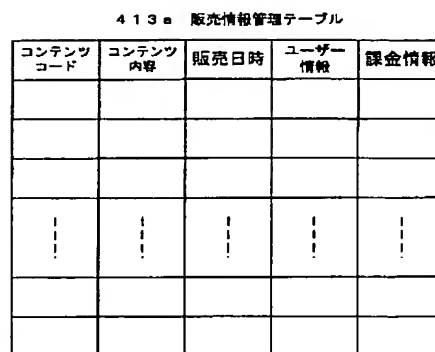 413a 販売情報管理テーブル
コンテンツ
コード
コンテンツ
内容
販売日時
ユーザー
情報
課金情報